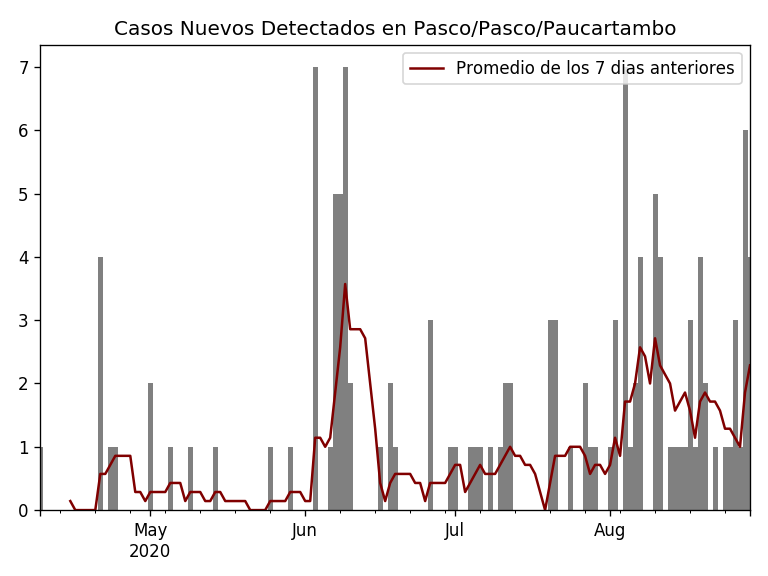 Casos Nuevos Detectados en Pasco/Pasco/Paucartambo
Promedio de los 7 dias anteriores
7
6
5
4
3
2
1
0
May
2020
Jun
Jul
Aug